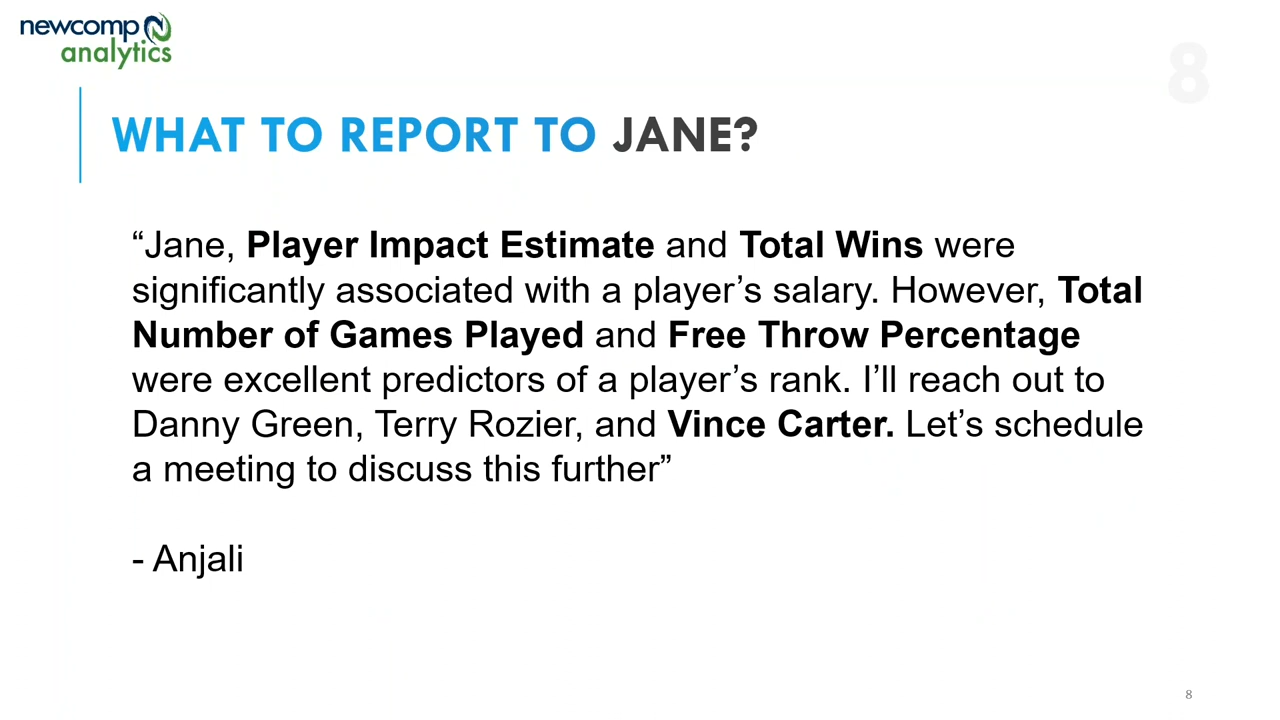 newcomp
analytics
8
WHAT TO REPORT TO JANE?
“Jane, Player Impact Estimate and Total Wins were
significantly associated with a player’s salary. However, Total
Number of Games Played and Free Throw Percentage
were excellent predictors of a player’s rank. I’ll reach out to
Danny Green, Terry Rozier, and Vince Carter. Let’s schedule
a meeting to discuss this further”
- Anjali
8